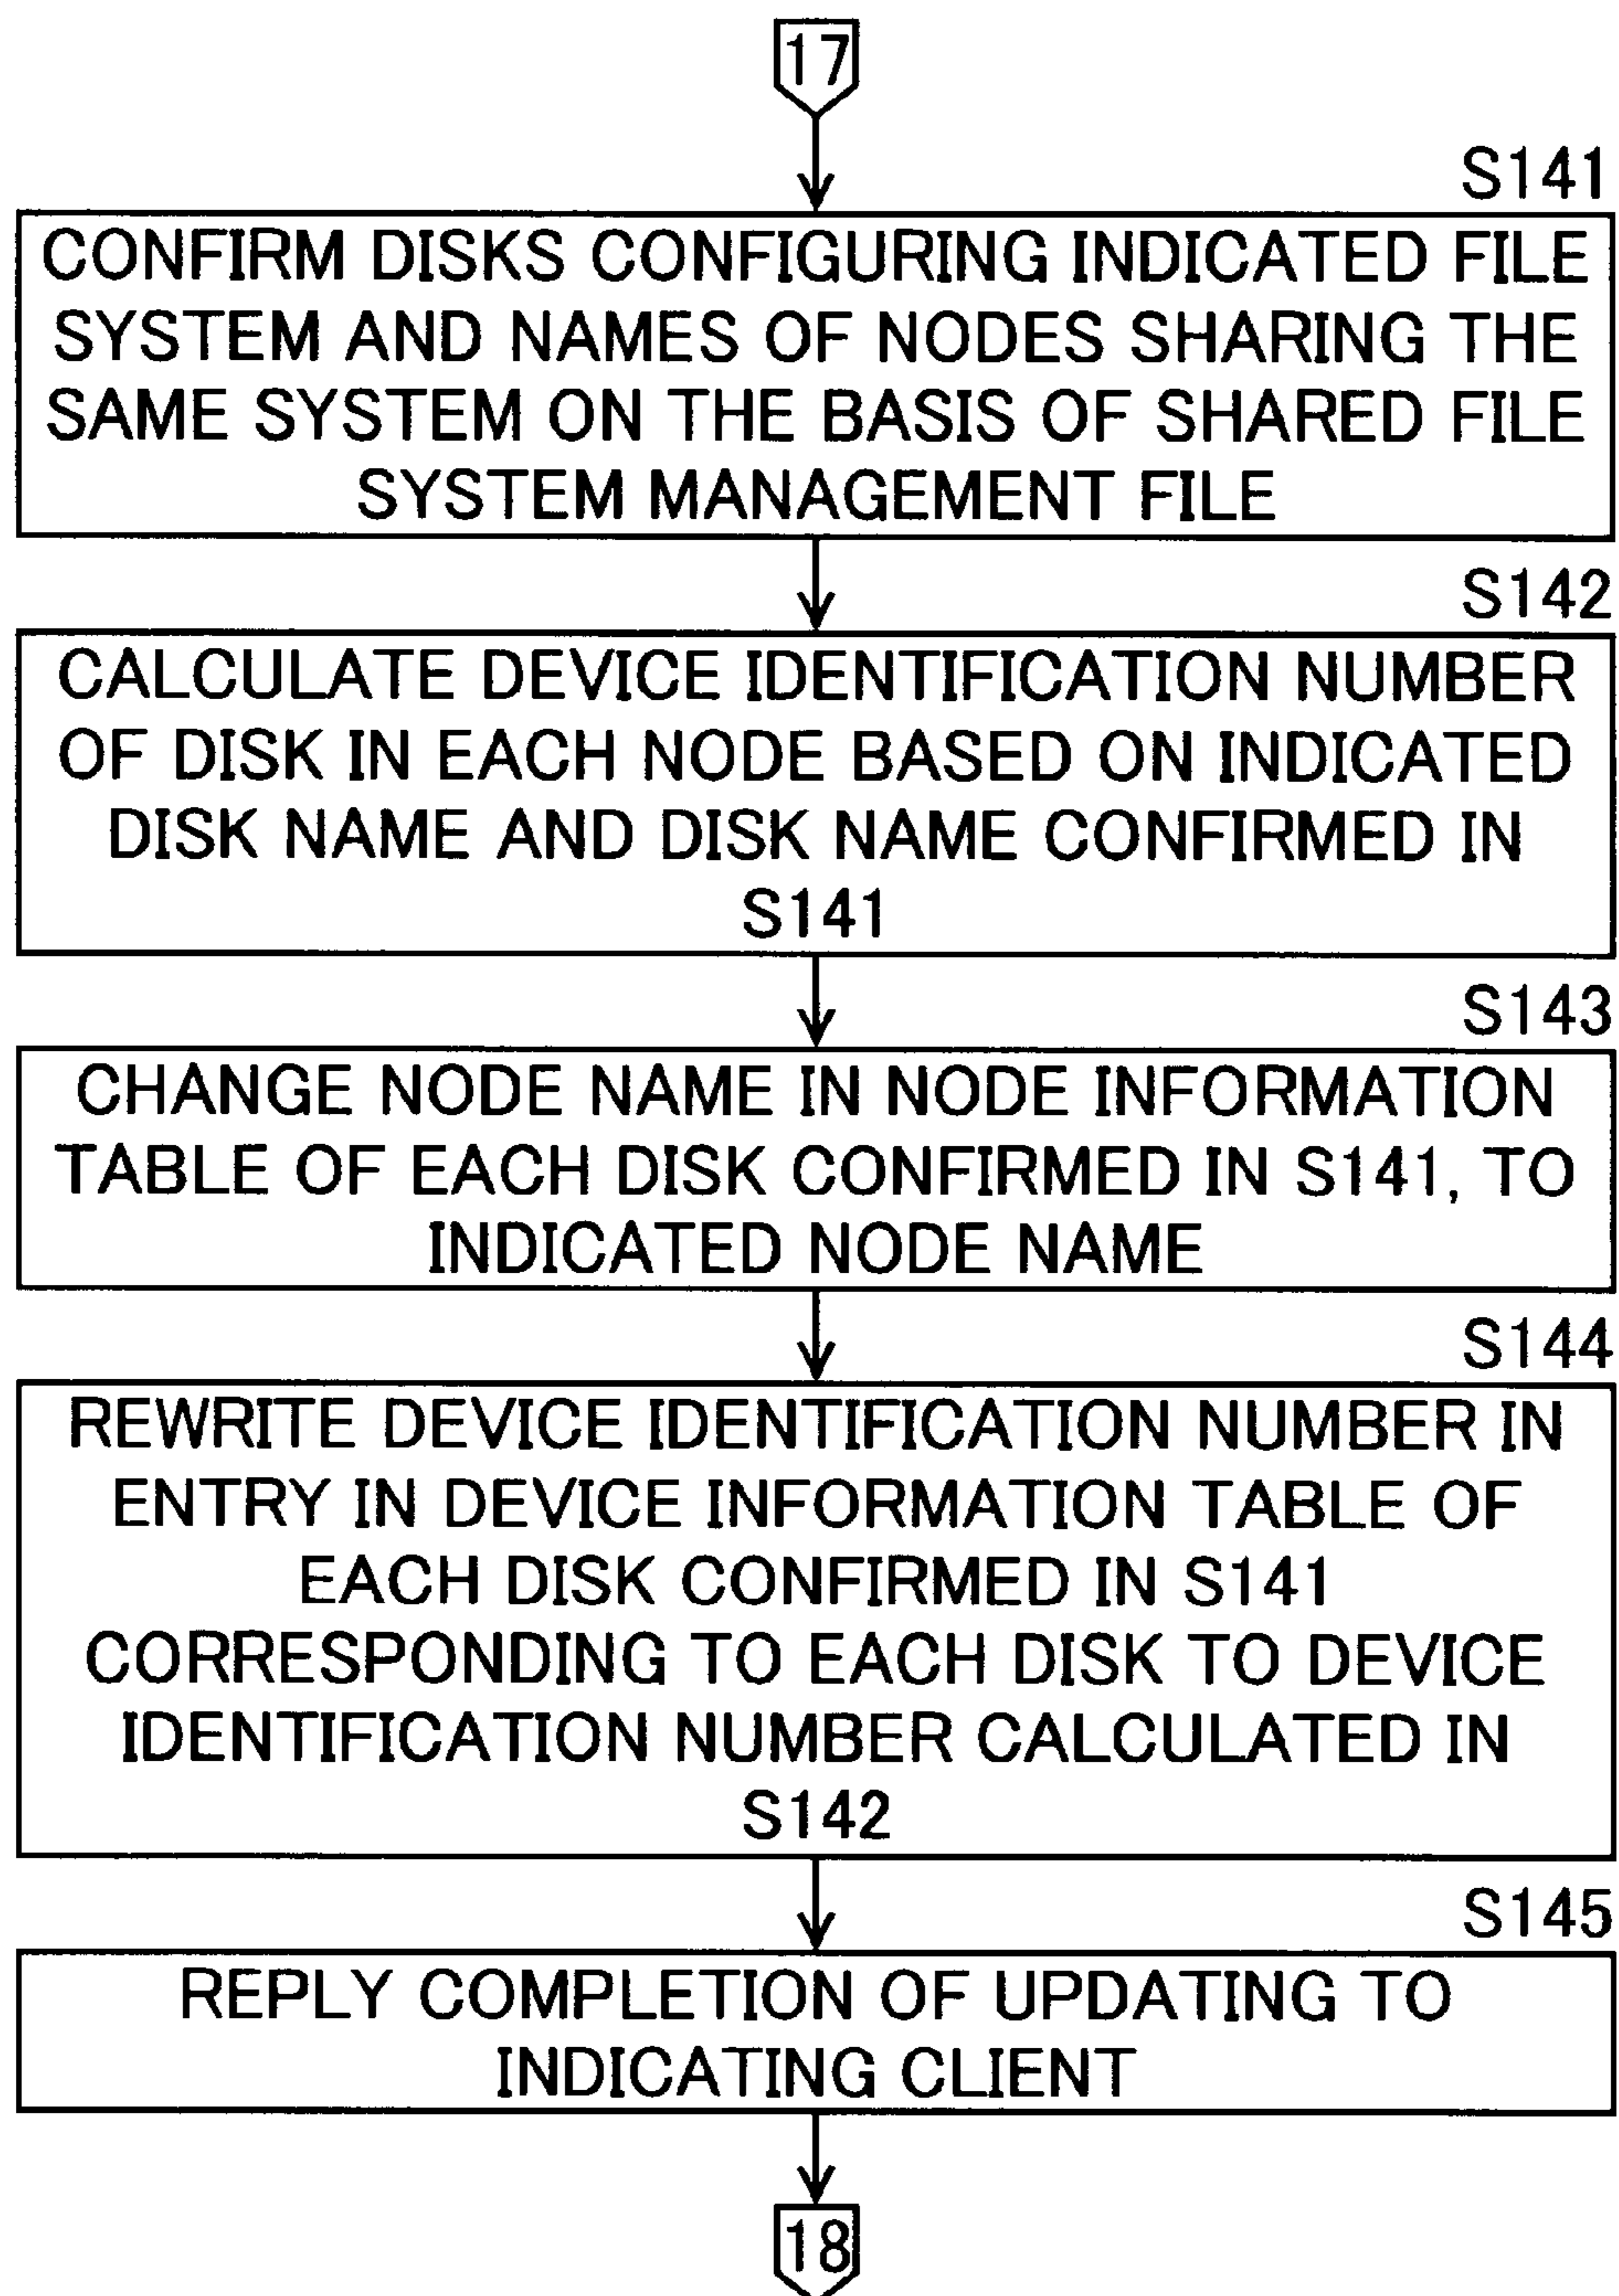 17
S141
CONFIRM DISKS CONFIGURING INDICATED FILE
SYSTEM AND NAMES OF NODES SHARING THE
SAME SYSTEM ON THE BASIS OF SHARED FILE
SYSTEM MANAGEMENT FILE
S142
CALCULATE DEVICE IDENTIFICATION NUMBER
OF DISK IN EACH NODE BASED ON INDICATED
DISK NAME AND DISK NAME CONFIRMED IN
S141
S143
CHANGE NODE NAME IN NODE INFORMATION
TABLE OF EACH DISK CONFIRMED IN S141, TO
INDICATED NODE NAME
S144
REWRITE DEVICE IDENTIFICATION NUMBER IN
ENTRY IN DEVICE INFORMATION TABLE OF
EACH DISK CONFIRMED IN S141
CORRESPONDING TO EACH DISK TO DEVICE
IDENTIFICATION NUMBER CALCULATED IN
S142
S145
REPLY COMPLETION OF UPDATING TO
INDICATING CLIENT
18